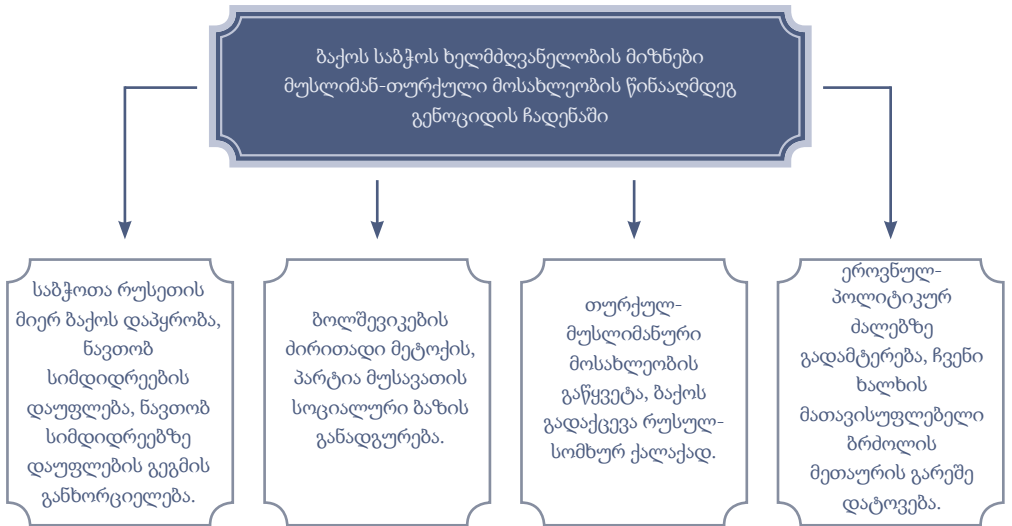 ბაქოს საბჭოს ხელმძღვანელობის მიზნები
მუსლიმან-თურქული მოსახლეობის წინააღმდეგ
გენოციდის ჩადენაში
საბჭოთა რუსეთის
მიერ ბაქოს დაპყრობა,
ნავთობ
სიმდიდრეების
დაუფლება, ნავთობ
სიმდიდრეებზე
დაუფლების გეგმის
განხორციელება.
ბოლშევიკების
ძირითადი მეტოქის,
პარტია მუსავათის
სოციალური ბაზის
განადგურება.
თურქულ-
მუსლიმანური
მოსახლეობის
გაწყვეტა, ბაქოს
გადაქცევა რუსულ-
სომხურ ქალაქად.
ეროვნულ-
პოლიტიკურ
ძალებზე
გადამტერება, ჩვენი
ხალხის
მათავისუფლებელი
ბრძოლის
მეთაურის გარეშე
დატოვება.